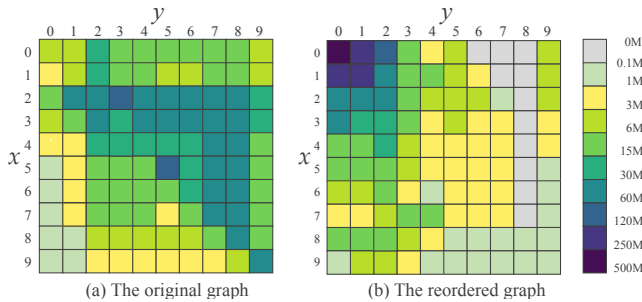 y
y
0 1 2 3 4 5 6 7 8 9
0 1 2 3 4 5 6 7 8 9
x
0
1
2
3
4
5
6
7
8
9
x
0
1
2
3
4
5
6
7
8
9
0M
0.1M
1M
3M
6M
15M
30M
60M
120M
250M
500M
(a) The original graph
(b) The reordered graph